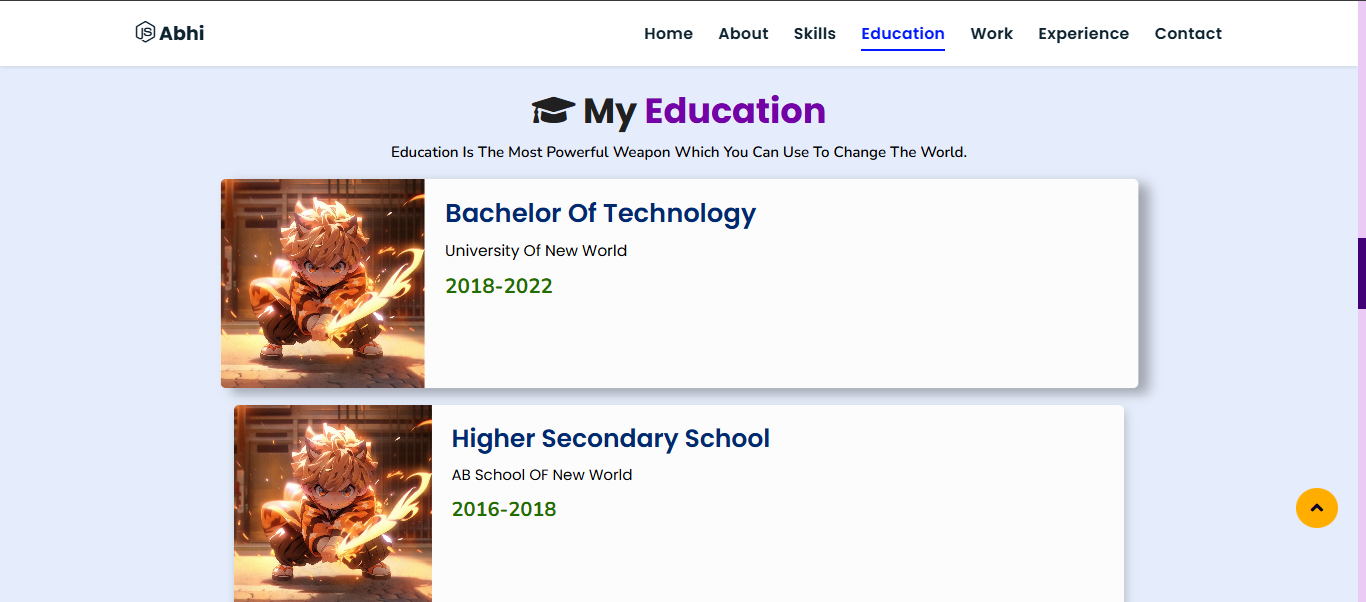 JS Abhi Home About Skills Education Work Experience Contact
My Education
Education Is The Most Powerful Weapon Which You Can Use To Change The World.
Bachelor Of Technology
University Of New World
2018-2022
Higher Secondary School
AB School OF New World
2016-2018